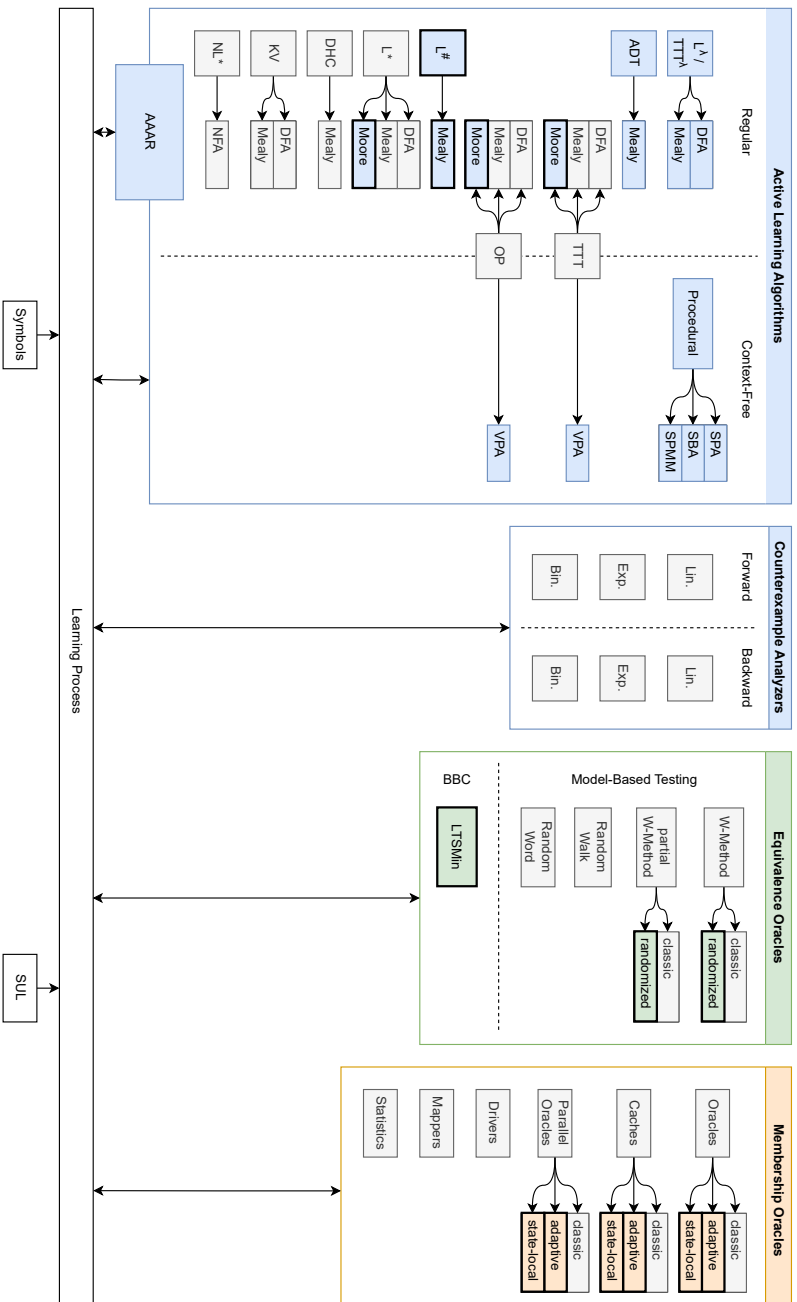 Active Learning Algorithms
Regular
Context-Free
L^λ /
TTT^λ
DFA
Mealy
ADT
Mealy
TTT
DFA
Mealy
Moore
VPA
OP
DFA
Mealy
Moore
VPA
L^#
Mealy
L*
DFA
Mealy
Moore
DHC
Mealy
KV
DFA
Mealy
NL*
NFA
Procedural
SPA
SBA
SPMM
AAAR
Counterexample Analyzers
Forward
Backward
Lin.
Lin.
Exp.
Exp.
Bin.
Bin.
Equivalence Oracles
Model-Based Testing
W-Method
classic
randomized
partial
W-Method
classic
randomized
Random
Walk
Random
Word
BBC
LTSMin
Membership Oracles
Oracles
classic
adaptive
state-local
Caches
classic
adaptive
state-local
Parallel
Oracles
classic
adaptive
state-local
Drivers
Mappers
Statistics
Learning Process
Symbols
SUL